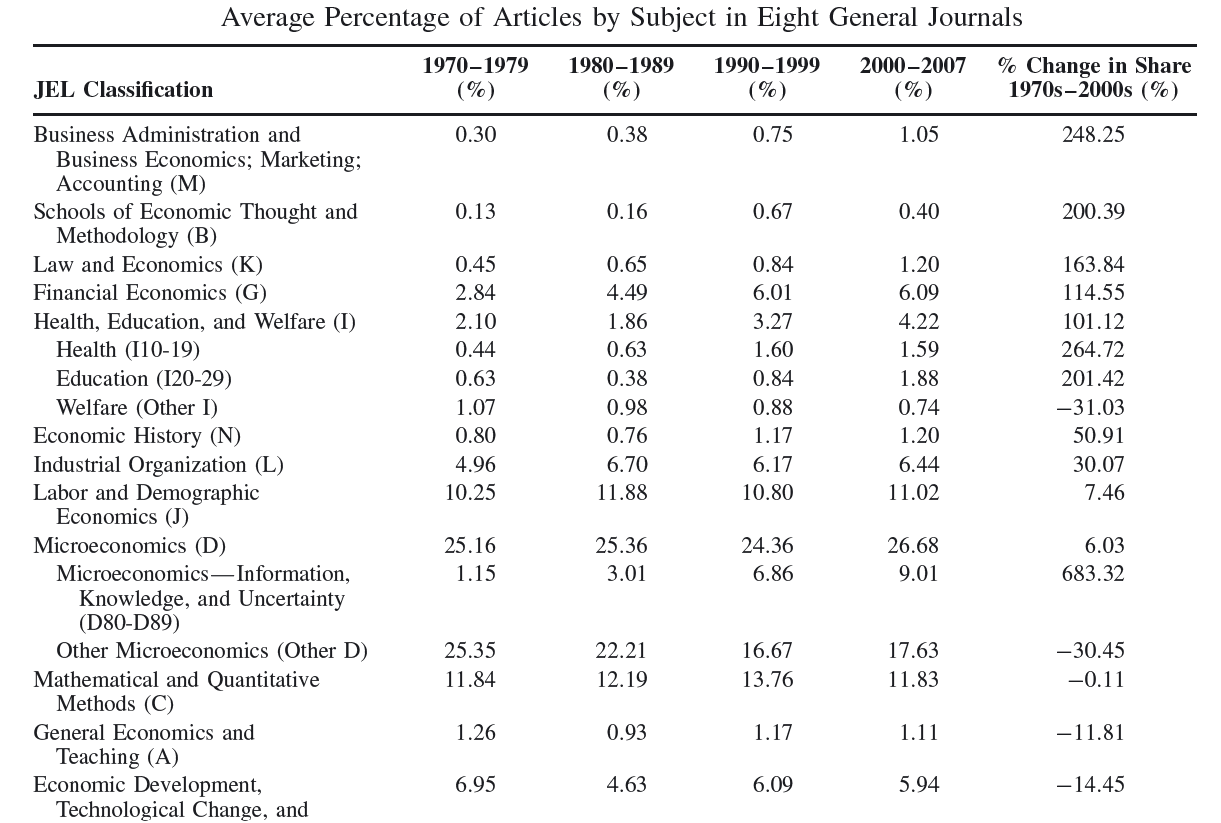 Average Percentage of Articles by Subject in Eight General Journals
1970–1979 1980–1989 1990–1999 2000–2007 % Change in Share
JEL Classification (%) (%) (%) (%) 1970s–2000s (%)
Business Administration and 0.30 0.38 0.75 1.05 248.25
Business Economics; Marketing;
Accounting (M)
Schools of Economic Thought and 0.13 0.16 0.67 0.40 200.39
Methodology (B)
Law and Economics (K) 0.45 0.65 0.84 1.20 163.84
Financial Economics (G) 2.84 4.49 6.01 6.09 114.55
Health, Education, and Welfare (I) 2.10 1.86 3.27 4.22 101.12
Health (I10-19) 0.44 0.63 1.60 1.59 264.72
Education (I20-29) 0.63 0.38 0.84 1.88 201.42
Welfare (Other I) 1.07 0.98 0.88 0.74 −31.03
Economic History (N) 0.80 0.76 1.17 1.20 50.91
Industrial Organization (L) 4.96 6.70 6.17 6.44 30.07
Labor and Demographic 10.25 11.88 10.80 11.02 7.46
Economics (J)
Microeconomics (D) 25.16 25.36 24.36 26.68 6.03
Microeconomics—Information, 1.15 3.01 6.86 9.01 683.32
Knowledge, and Uncertainty
(D80-D89)
Other Microeconomics (Other D) 25.35 22.21 16.67 17.63 −30.45
Mathematical and Quantitative 11.84 12.19 13.76 11.83 −0.11
Methods (C)
General Economics and 1.26 0.93 1.17 1.11 −11.81
Teaching (A)
Economic Development, 6.95 4.63 6.09 5.94 −14.45
Technological Change, and